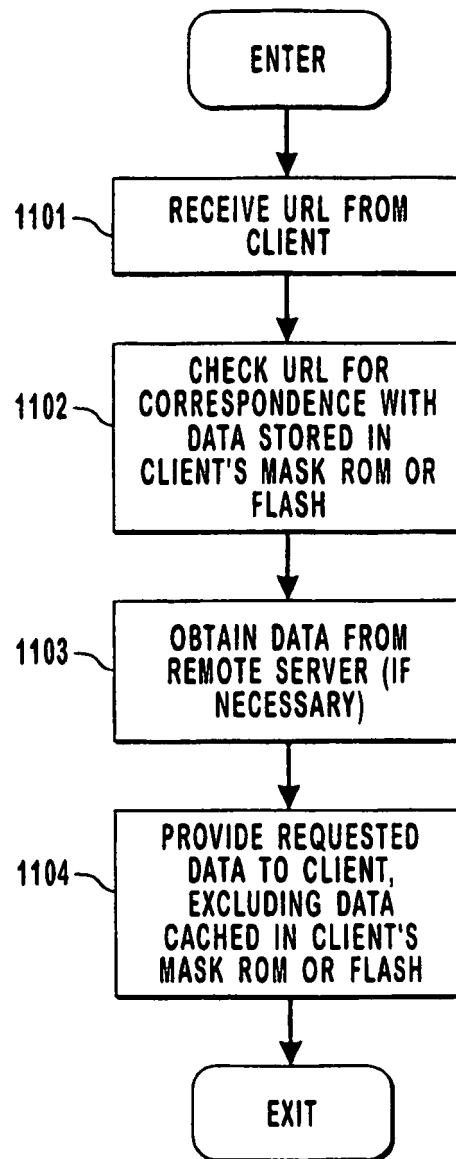 ENTER
1101
RECEIVE URL FROM
CLIENT
1102
CHECK URL FOR
CORRESPONDENCE WITH
DATA STORED IN
CLIENT'S MASK ROM OR
FLASH
1103
OBTAIN DATA FROM
REMOTE SERVER (IF
NECESSARY)
1104
PROVIDE REQUESTED
DATA TO CLIENT,
EXCLUDING DATA
CACHED IN CLIENT'S
MASK ROM OR FLASH
EXIT